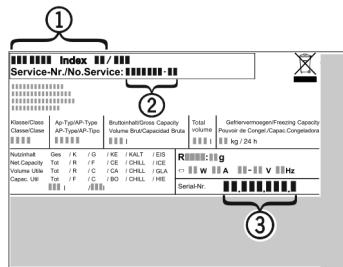 1
Index /
Service-Nr./No.Service: -
2
Klasse/Class Ap-Typ/AP-Type Bruttoinhalt/Gross Capacity Total Gefriervermoegen/Freezing Capacity
Classe/Clase AP-Type/AP-Tipo Volume Brut/Capacidad Bruta volume Pouvoir de Congel./Capac.Congeladora
l l kg / 24 h
Nutzinhalt Ges / K / G / KE / KALT / EIS
Net.Capacity Tot / R / F / CE / CHILL / ICE
Volume Utile Tot / R / C / CA / CHILL / GLA
Capac. Util Tot / F / C / BO / CHILL / HIE
l / l
R : g
W A - V Hz
Serial-Nr. . . .
3